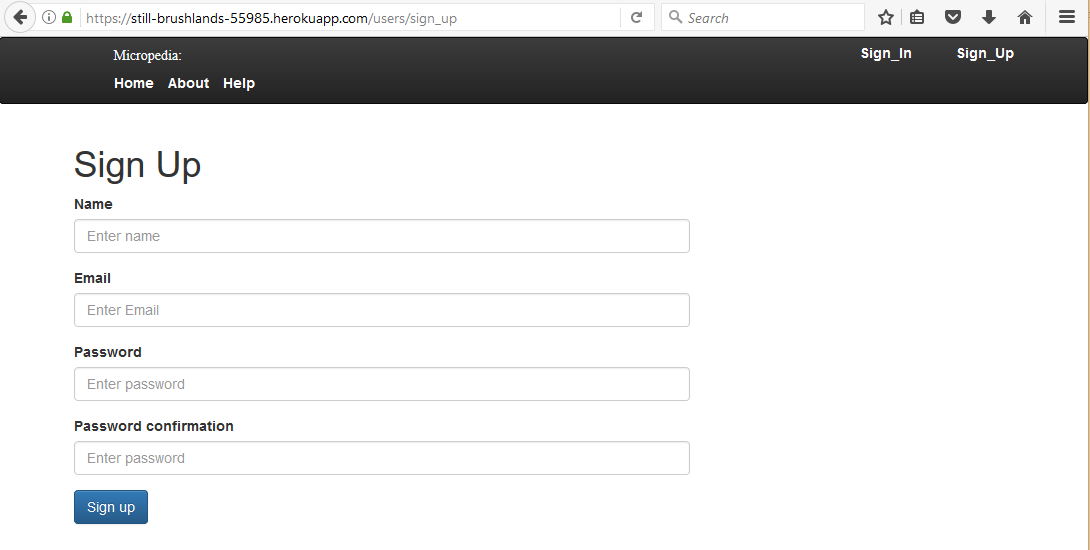 https://still-brushlands-55985.herokuapp.com/users/sign_up
Search
Micropedia:
Sign_In
Sign_Up
Home About Help
Sign Up
Name
Enter name
Email
Enter Email
Password
Enter password
Password confirmation
Enter password
Sign up